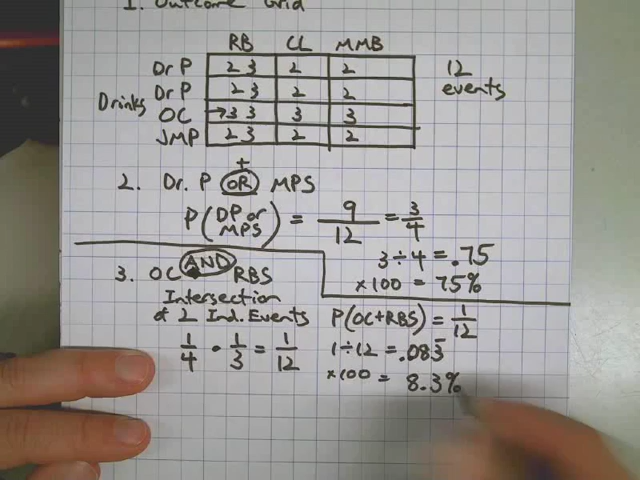 1. Outcome Grid
RB CL MMB
Dr P 2 3 2 2 12
Dr P 2 3 2 2 events
Drinks
OC →3 3 3 3
JMP 2 3 2 2
+
2. Dr. P OR MPS
P(DP or MPS) = 9/12 = 3/4
3 ÷ 4 = .75
×100 = 75%
3. OC AND RBS
Intersection
of 2 Ind. Events
1/4 · 1/3 = 1/12
P(OC+RBS) = 1/12
1 ÷ 12 = .083̅
×100 = 8.3%